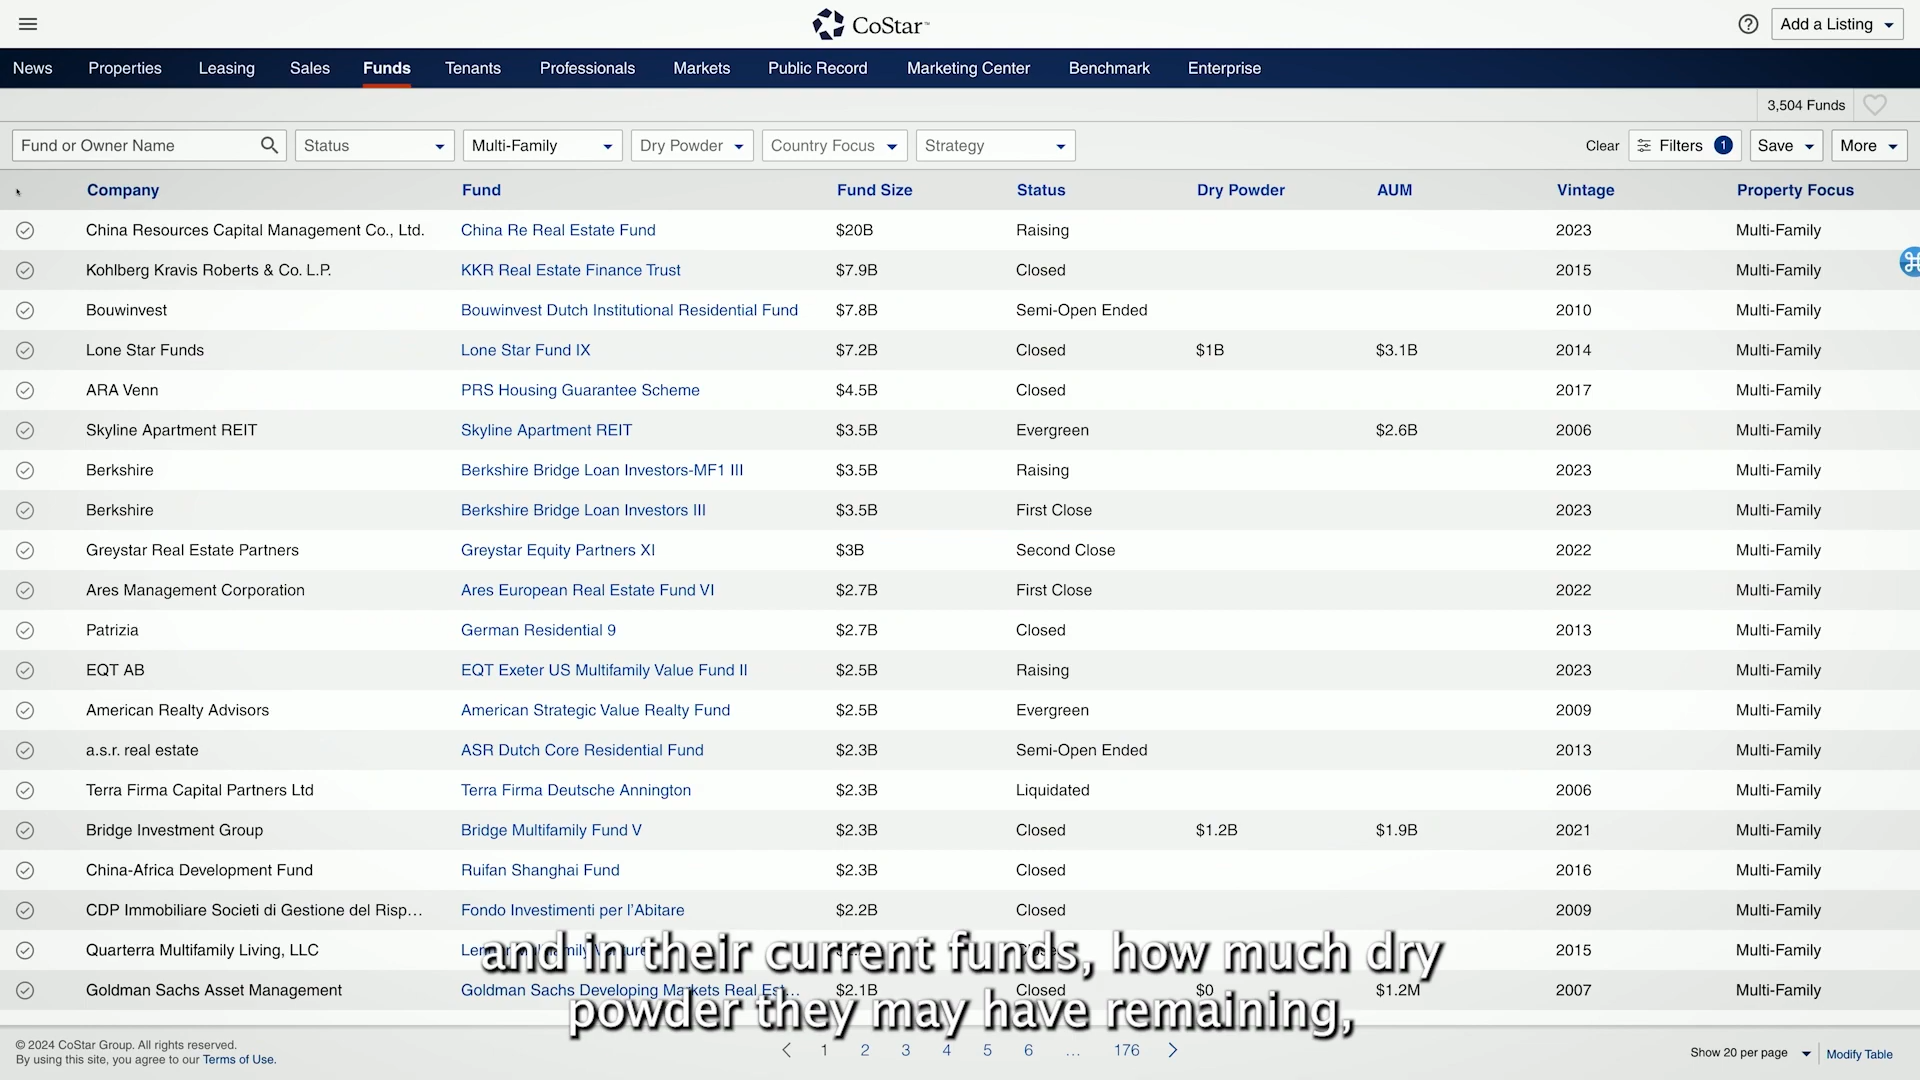 CoStar™
Add a Listing
News Properties Leasing Sales Funds Tenants Professionals Markets Public Record Marketing Center Benchmark Enterprise
3,504 Funds
Fund or Owner Name Status Multi-Family Dry Powder Country Focus Strategy Clear Filters 1 Save More
Company Fund Fund Size Status Dry Powder AUM Vintage Property Focus
China Resources Capital Management Co., Ltd. China Re Real Estate Fund $20B Raising 2023 Multi-Family
Kohlberg Kravis Roberts & Co. L.P. KKR Real Estate Finance Trust $7.9B Closed 2015 Multi-Family
Bouwinvest Bouwinvest Dutch Institutional Residential Fund $7.8B Semi-Open Ended 2010 Multi-Family
Lone Star Funds Lone Star Fund IX $7.2B Closed $1B $3.1B 2014 Multi-Family
ARA Venn PRS Housing Guarantee Scheme $4.5B Closed 2017 Multi-Family
Skyline Apartment REIT Skyline Apartment REIT $3.5B Evergreen $2.6B 2006 Multi-Family
Berkshire Berkshire Bridge Loan Investors-MF1 III $3.5B Raising 2023 Multi-Family
Berkshire Berkshire Bridge Loan Investors III $3.5B First Close 2023 Multi-Family
Greystar Real Estate Partners Greystar Equity Partners XI $3B Second Close 2022 Multi-Family
Ares Management Corporation Ares European Real Estate Fund VI $2.7B First Close 2022 Multi-Family
Patrizia German Residential 9 $2.7B Closed 2013 Multi-Family
EQT AB EQT Exeter US Multifamily Value Fund II $2.5B Raising 2023 Multi-Family
American Realty Advisors American Strategic Value Realty Fund $2.5B Evergreen 2009 Multi-Family
a.s.r. real estate ASR Dutch Core Residential Fund $2.3B Semi-Open Ended 2013 Multi-Family
Terra Firma Capital Partners Ltd Terra Firma Deutsche Annington $2.3B Liquidated 2006 Multi-Family
Bridge Investment Group Bridge Multifamily Fund V $2.3B Closed $1.2B $1.9B 2021 Multi-Family
China-Africa Development Fund Ruifan Shanghai Fund $2.3B Closed 2016 Multi-Family
CDP Immobiliare Societi di Gestione del Risp... Fondo Investimenti per l'Abitare $2.2B Closed 2009 Multi-Family
Quarterra Multifamily Living, LLC 2015 Multi-Family
and in their current funds, how much dry
Goldman Sachs Asset Management Goldman Sachs Developing Markets Real Est... $2.1B Closed $0 $1.2M 2007 Multi-Family
powder they may have remaining,
© 2024 CoStar Group. All rights reserved.
By using this site, you agree to our Terms of Use.
1 2 3 4 5 6 ... 176
Show 20 per page Modify Table